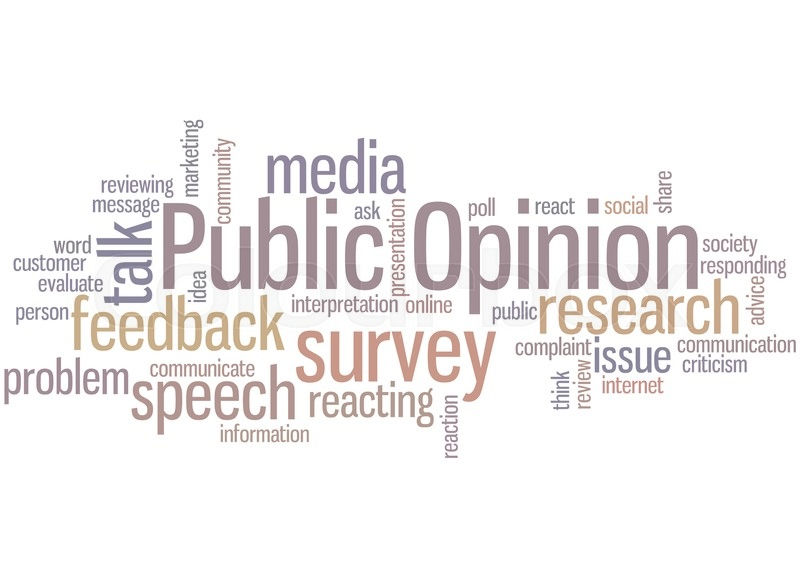 marketing
community
media
reviewing
message
ask
presentation
poll
react
social
share
Public Opinion
talk
word
customer
evaluate
person
idea
society
responding
advice
interpretation
online
public
research
feedback
survey
complaint
issue
communication
criticism
problem
communicate
speech
reacting
think
review
internet
reaction
information
colourbox